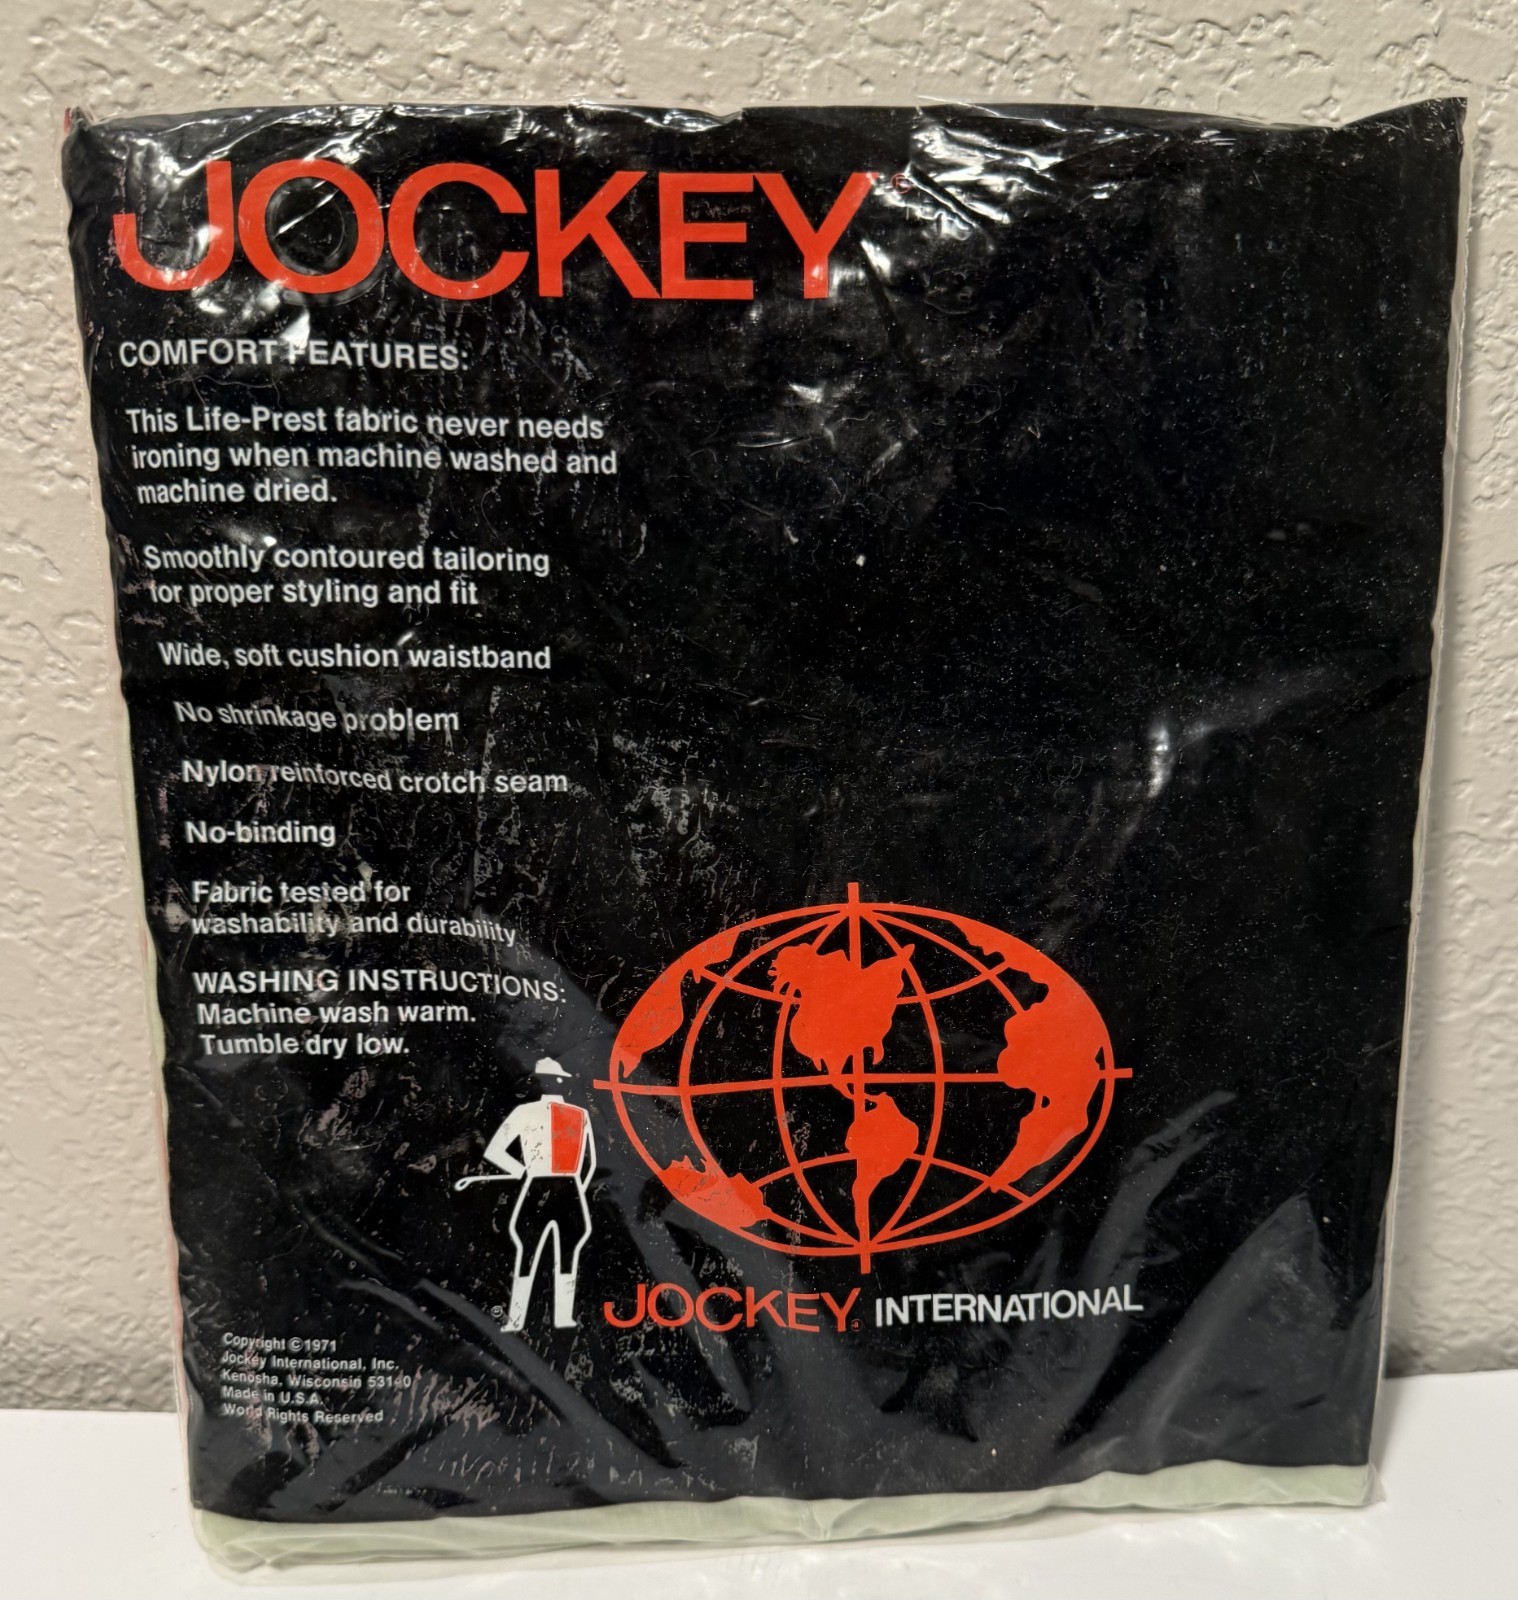 JOCKEY®
COMFORT FEATURES:
This Life-Prest fabric never needs
ironing when machine washed and
machine dried.
Smoothly contoured tailoring
for proper styling and fit
Wide, soft cushion waistband
No shrinkage problem
Nylon reinforced crotch seam
No-binding
Fabric tested for
washability and durability
WASHING INSTRUCTIONS:
Machine wash warm.
Tumble dry low.
®
JOCKEY® INTERNATIONAL
Copyright ©1971
Jockey International, Inc.
Kenosha, Wisconsin 53140
Made in U.S.A.
World Rights Reserved